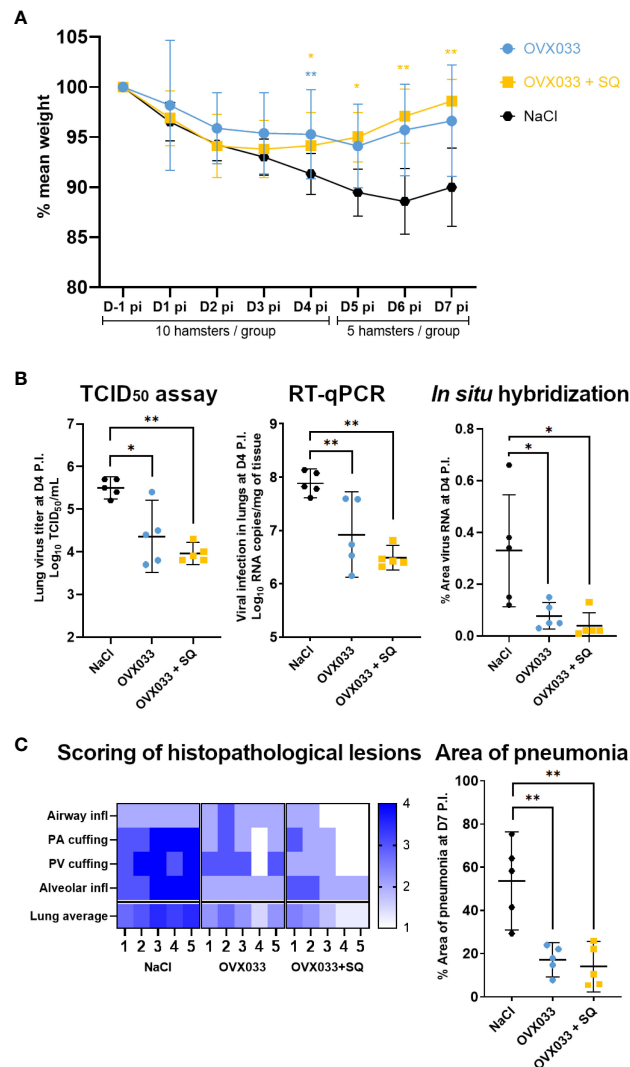 A
% mean weight
105
100
95
90
85
80
*
**
*
**
**
OVX033
OVX033 + SQ
NaCl
D-1 pi D1 pi D2 pi D3 pi D4 pi D5 pi D6 pi D7 pi
10 hamsters / group 5 hamsters / group
B
TCID50 assay
Lung virus titer at D4 P.I.
Log10 TCID50/mL
7
6
5
4
3
2
**
*
NaCl
OVX033
OVX033 + SQ
RT-qPCR
Viral infection in lungs at D4 P.I.
Log10 RNA copies/mg of tissue
9
8
7
6
5
**
**
NaCl
OVX033
OVX033 + SQ
In situ hybridization
% Area virus RNA at D4 P.I.
0.8
0.6
0.4
0.2
0.0
*
*
NaCl
OVX033
OVX033 + SQ
C
Scoring of histopathological lesions
Airway infl
PA cuffing
PV cuffing
Alveolar infl
Lung average
1 2 3 4 5 1 2 3 4 5 1 2 3 4 5
NaCl OVX033 OVX033+SQ
4
3
2
1
Area of pneumonia
% Area of pneumonia at D7 P.I.
100
80
60
40
20
0
**
**
NaCl
OVX033
OVX033 + SQ